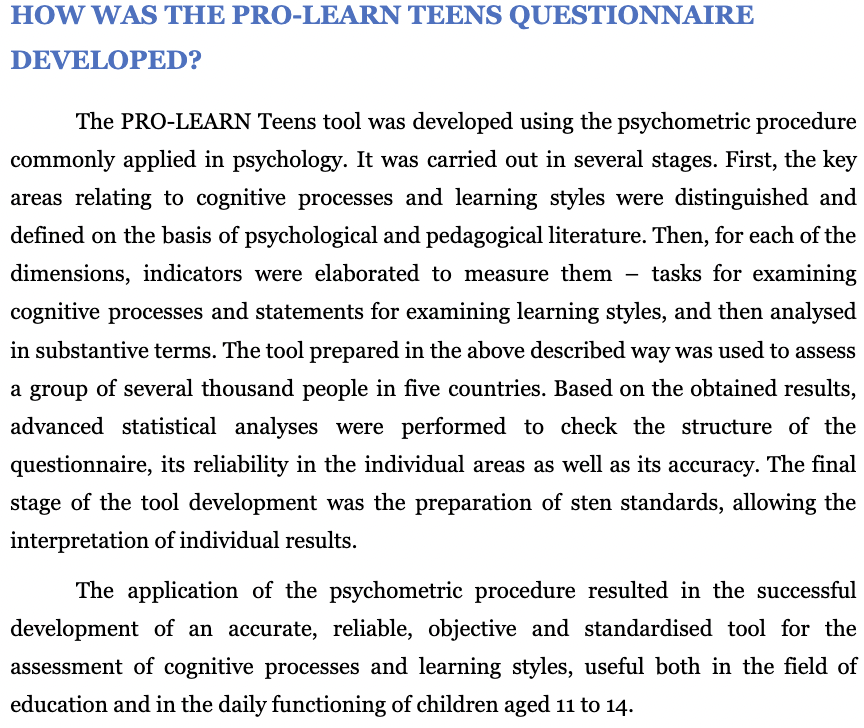 HOW WAS THE PRO-LEARN TEENS QUESTIONNAIRE
DEVELOPED?
The PRO-LEARN Teens tool was developed using the psychometric procedure
commonly applied in psychology. It was carried out in several stages. First, the key
areas relating to cognitive processes and learning styles were distinguished and
defined on the basis of psychological and pedagogical literature. Then, for each of the
dimensions, indicators were elaborated to measure them – tasks for examining
cognitive processes and statements for examining learning styles, and then analysed
in substantive terms. The tool prepared in the above described way was used to assess
a group of several thousand people in five countries. Based on the obtained results,
advanced statistical analyses were performed to check the structure of the
questionnaire, its reliability in the individual areas as well as its accuracy. The final
stage of the tool development was the preparation of sten standards, allowing the
interpretation of individual results.
The application of the psychometric procedure resulted in the successful
development of an accurate, reliable, objective and standardised tool for the
assessment of cognitive processes and learning styles, useful both in the field of
education and in the daily functioning of children aged 11 to 14.